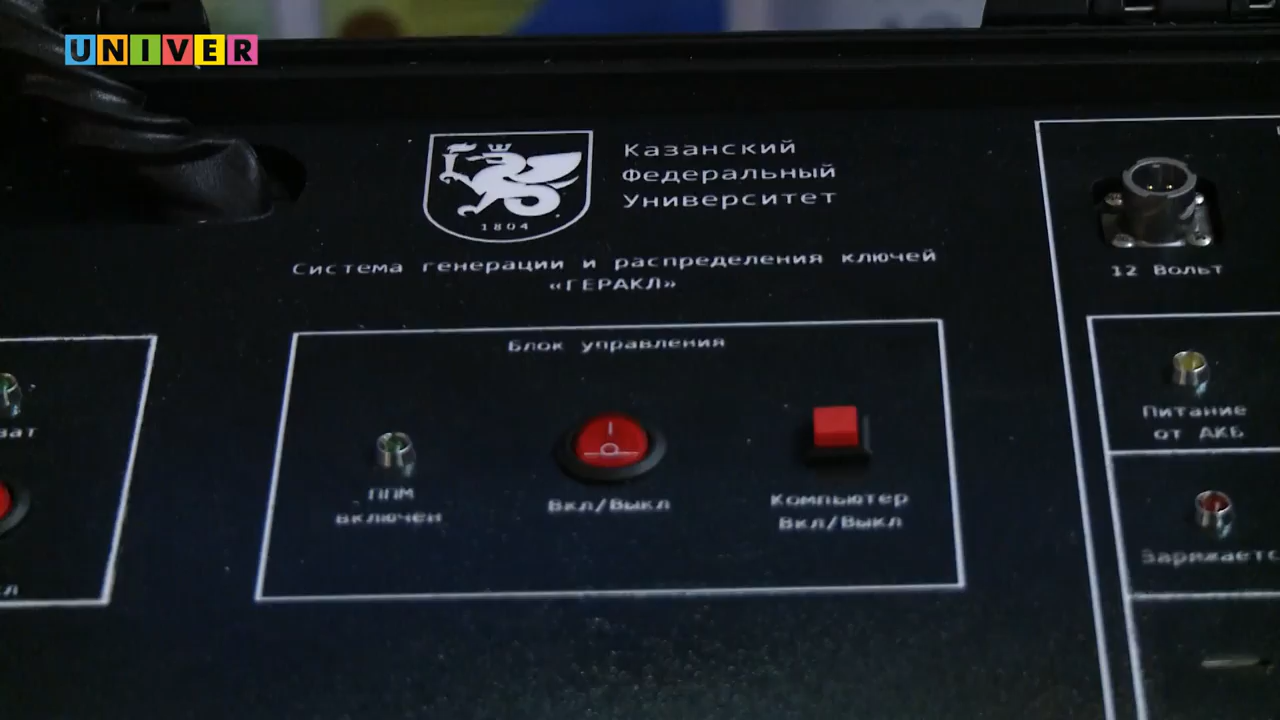 UNIVER
Казанский
Федеральный
Университет
1804
Система генерации и распределения ключей
«ГЕРАКЛ»
Блок управления
ППМ
включен
Вкл/Выкл
Компьютер
Вкл/Выкл
12 Вольт
Питание
от АКБ